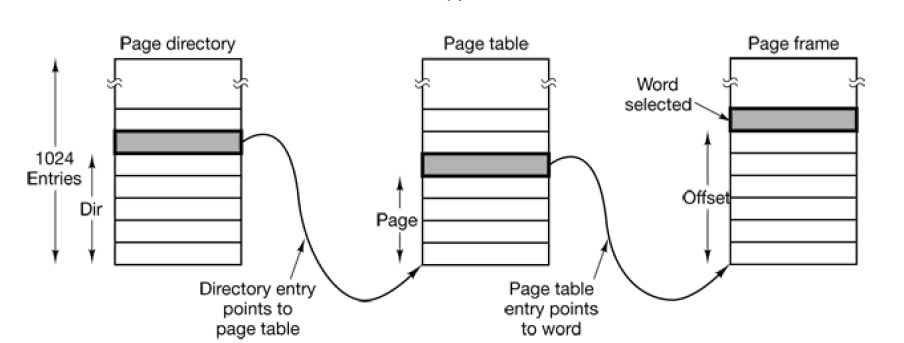 Page directory
Page table
Page frame
Word
selected
1024
Entries
Dir
Page
Offset
Directory entry
points to
page table
Page table
entry points
to word